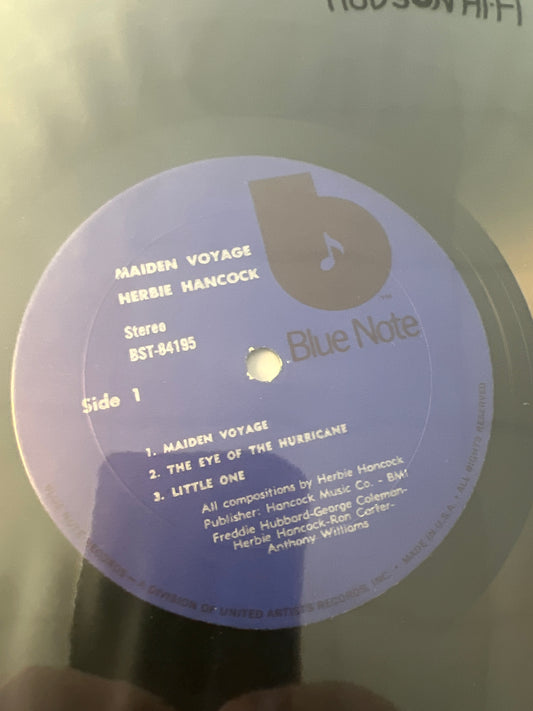 HUDSON HI-FI
MAIDEN VOYAGE
HERBIE HANCOCK
Stereo
BST-84195
Blue Note
TM
Side 1
1. MAIDEN VOYAGE
2. THE EYE OF THE HURRICANE
3. LITTLE ONE
All compositions by Herbie Hancock
Publisher: Hancock Music Co. - BMI
Freddie Hubbard-George Coleman-
Herbie Hancock-Ron Carter-
Anthony Williams
BLUE NOTE RECORDS — A DIVISION OF UNITED ARTISTS RECORDS, INC. • MADE IN U.S.A. • ALL RIGHTS RESERVED